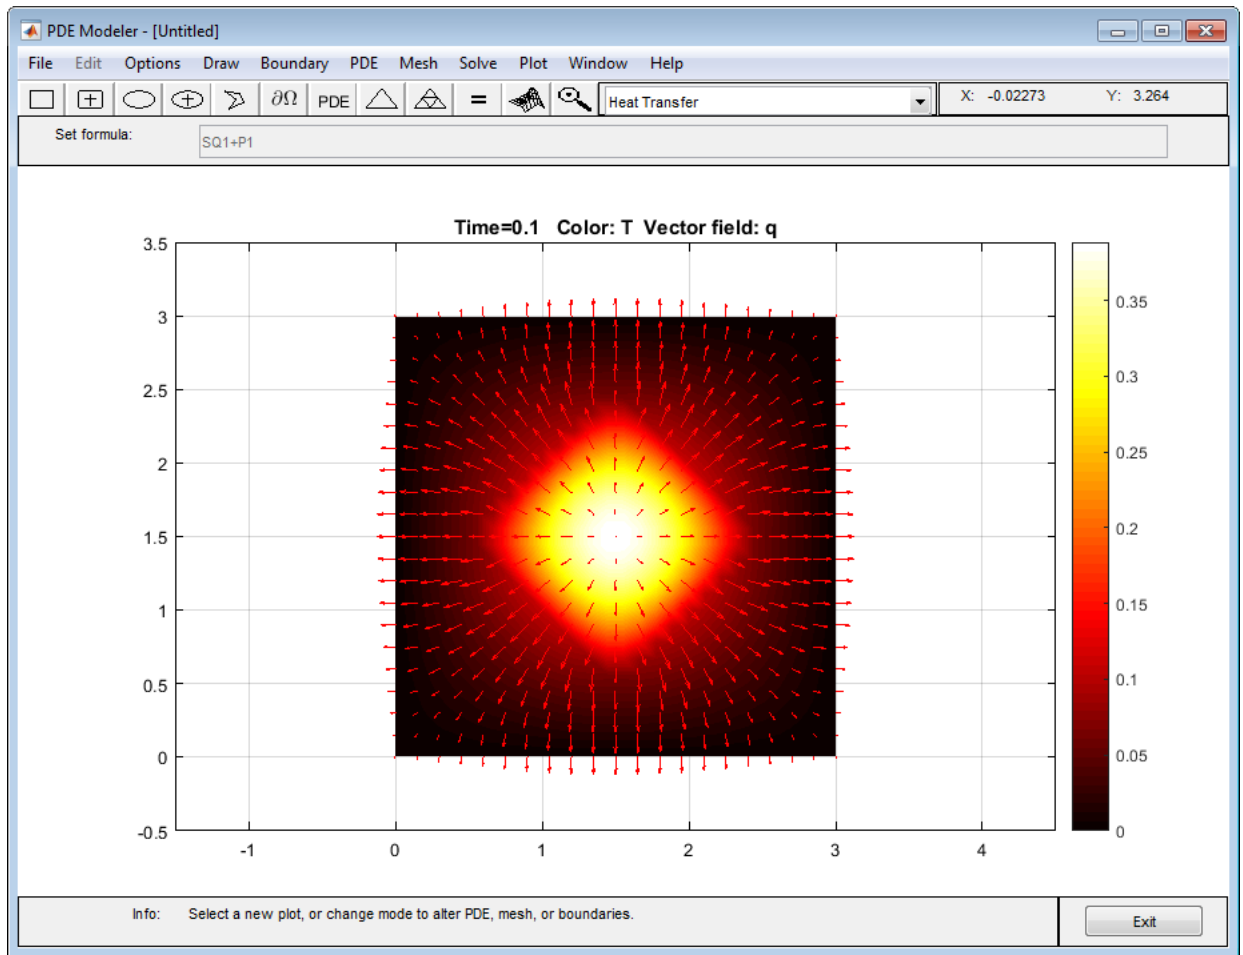 PDE Modeler - [Untitled]
File Edit Options Draw Boundary PDE Mesh Solve Plot Window Help
∂Ω PDE = Heat Transfer X: -0.02273 Y: 3.264
Set formula: SQ1+P1
Time=0.1 Color: T Vector field: q
3.5
3
2.5
2
1.5
1
0.5
0
-0.5
-1 0 1 2 3 4
0.35
0.3
0.25
0.2
0.15
0.1
0.05
0
Info: Select a new plot, or change mode to alter PDE, mesh, or boundaries.
Exit